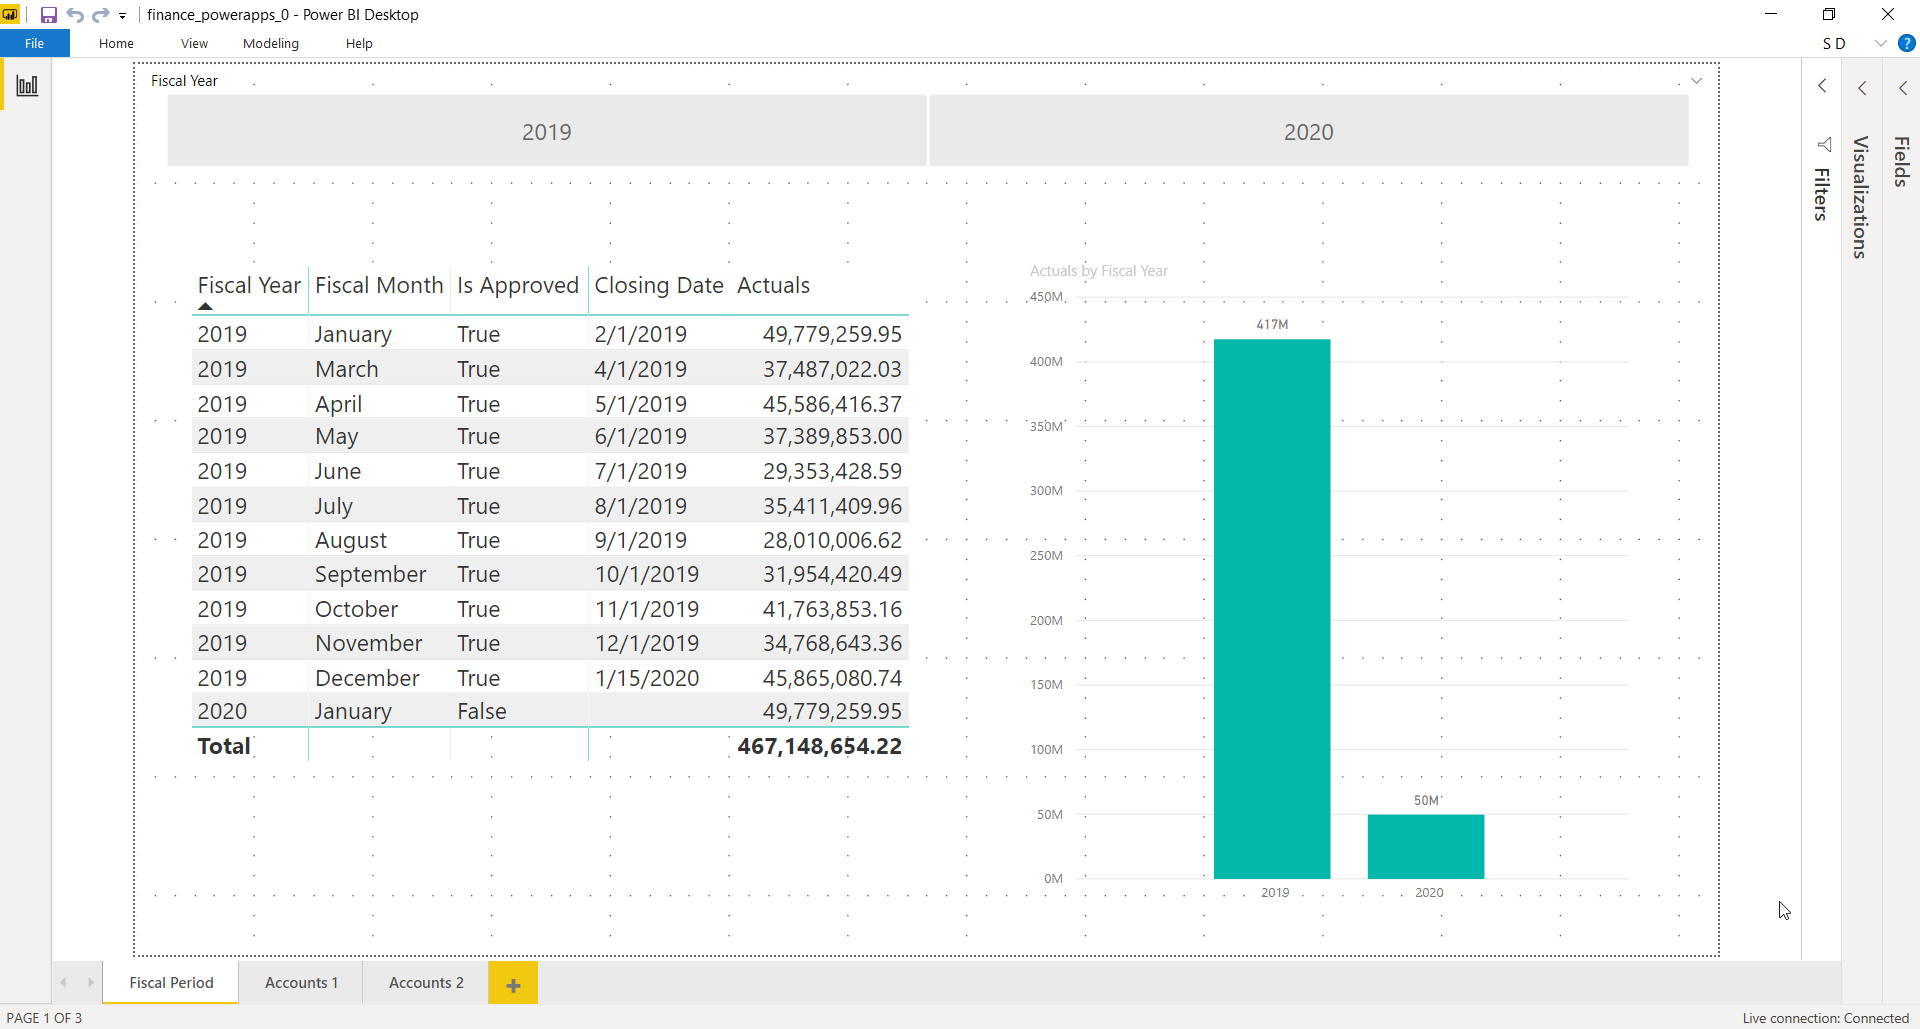 finance_powerapps_0 - Power BI Desktop
File Home View Modeling Help S D ?
Fiscal Year
2019 2020
Fiscal Year Fiscal Month Is Approved Closing Date Actuals
2019 January True 2/1/2019 49,779,259.95
2019 March True 4/1/2019 37,487,022.03
2019 April True 5/1/2019 45,586,416.37
2019 May True 6/1/2019 37,389,853.00
2019 June True 7/1/2019 29,353,428.59
2019 July True 8/1/2019 35,411,409.96
2019 August True 9/1/2019 28,010,006.62
2019 September True 10/1/2019 31,954,420.49
2019 October True 11/1/2019 41,763,853.16
2019 November True 12/1/2019 34,768,643.36
2019 December True 1/15/2020 45,865,080.74
2020 January False 49,779,259.95
Total 467,148,654.22
Actuals by Fiscal Year
450M
400M
350M
300M
250M
200M
150M
100M
50M
0M
417M
50M
2019 2020
Filters
Visualizations
Fields
Fiscal Period Accounts 1 Accounts 2 +
PAGE 1 OF 3
Live connection: Connected